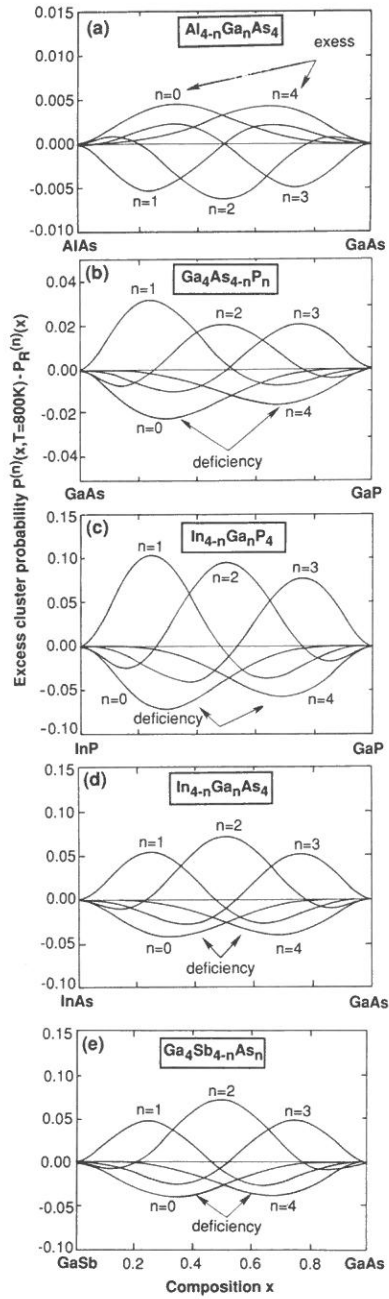 Excess cluster probability P⁽ⁿ⁾(x,T=800K) - P_R⁽ⁿ⁾(x)
(a)
Al₄₋ₙGaₙAs₄
0.015
0.010
0.005
0.000
-0.005
-0.010
exess
n=0
n=4
n=1
n=2
n=3
AlAs
GaAs
(b)
Ga₄As₄₋ₙPₙ
0.04
0.02
0.00
-0.02
-0.04
n=1
n=2
n=3
n=0
n=4
deficiency
GaAs
GaP
(c)
In₄₋ₙGaₙP₄
0.15
0.10
0.05
0.00
-0.05
-0.10
n=1
n=2
n=3
n=0
n=4
deficiency
InP
GaP
(d)
In₄₋ₙGaₙAs₄
0.15
0.10
0.05
0.00
-0.05
-0.10
n=2
n=1
n=3
n=0
n=4
deficiency
InAs
GaAs
(e)
Ga₄Sb₄₋ₙAsₙ
0.15
0.10
0.05
0.00
-0.05
-0.10
n=2
n=1
n=3
n=0
n=4
deficiency
GaSb
0.2
0.4
0.6
0.8
GaAs
Composition x